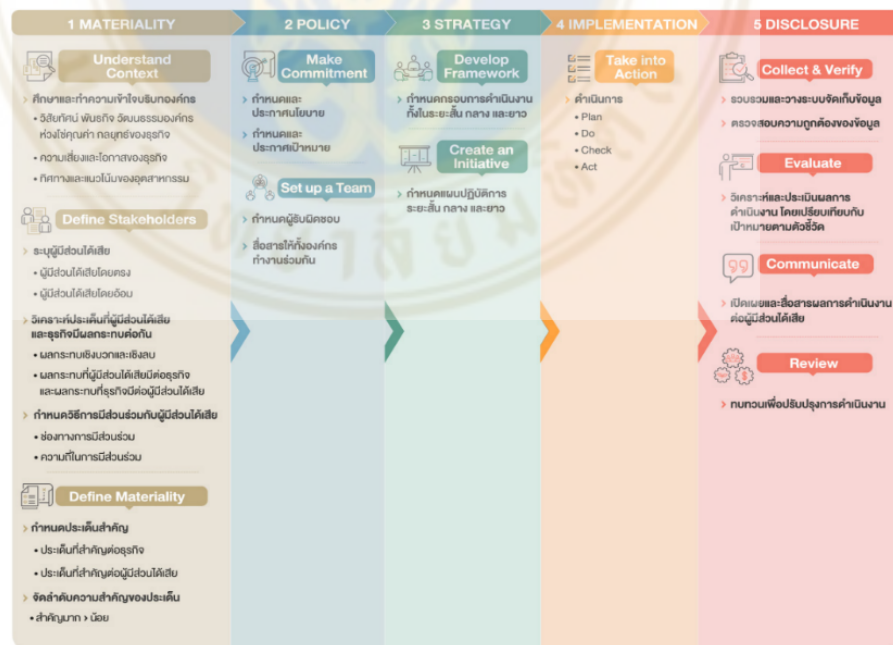 1 MATERIALITY
Understand
Context
› ศึกษาและทำความเข้าใจบริบทองค์กร
• วิสัยทัศน์ พันธกิจ วัฒนธรรมองค์กร
ห่วงโซ่คุณค่า กลยุทธ์ของธุรกิจ
• ความเสี่ยงและโอกาสของธุรกิจ
• ทิศทางและแนวโน้มของอุตสาหกรรม
Define Stakeholders
› ระบุผู้มีส่วนได้เสีย
• ผู้มีส่วนได้เสียโดยตรง
• ผู้มีส่วนได้เสียโดยอ้อม
› วิเคราะห์ประเด็นที่ผู้มีส่วนได้เสีย
และธุรกิจมีผลกระทบต่อกัน
• ผลกระทบเชิงบวกและเชิงลบ
• ผลกระทบที่ผู้มีส่วนได้เสียมีต่อธุรกิจ
และผลกระทบที่ธุรกิจมีต่อผู้มีส่วนได้เสีย
› กำหนดวิธีการมีส่วนร่วมกับผู้มีส่วนได้เสีย
• ช่องทางการมีส่วนร่วม
• ความถี่ในการมีส่วนร่วม
Define Materiality
› กำหนดประเด็นสำคัญ
• ประเด็นที่สำคัญต่อธุรกิจ
• ประเด็นที่สำคัญต่อผู้มีส่วนได้เสีย
› จัดลำดับความสำคัญของประเด็น
• สำคัญมาก › น้อย
2 POLICY
Make
Commitment
› กำหนดและ
ประกาศนโยบาย
› กำหนดและ
ประกาศเป้าหมาย
Set up a Team
› กำหนดผู้รับผิดชอบ
› สื่อสารให้ทั้งองค์กร
ทำงานร่วมกัน
3 STRATEGY
Develop
Framework
› กำหนดกรอบการดำเนินงาน
ทั้งในระยะสั้น กลาง และยาว
Create an
Initiative
› กำหนดแผนปฏิบัติการ
ระยะสั้น กลาง และยาว
4 IMPLEMENTATION
Take into
Action
› ดำเนินการ
• Plan
• Do
• Check
• Act
5 DISCLOSURE
Collect & Verify
› รวบรวมและวางระบบจัดเก็บข้อมูล
› ตรวจสอบความถูกต้องของข้อมูล
Evaluate
› วิเคราะห์และประเมินผลการ
ดำเนินงาน โดยเปรียบเทียบกับ
เป้าหมายตามตัวชี้วัด
Communicate
› เปิดเผยและสื่อสารผลการดำเนินงาน
ต่อผู้มีส่วนได้เสีย
Review
› ทบทวนเพื่อปรับปรุงการดำเนินงาน